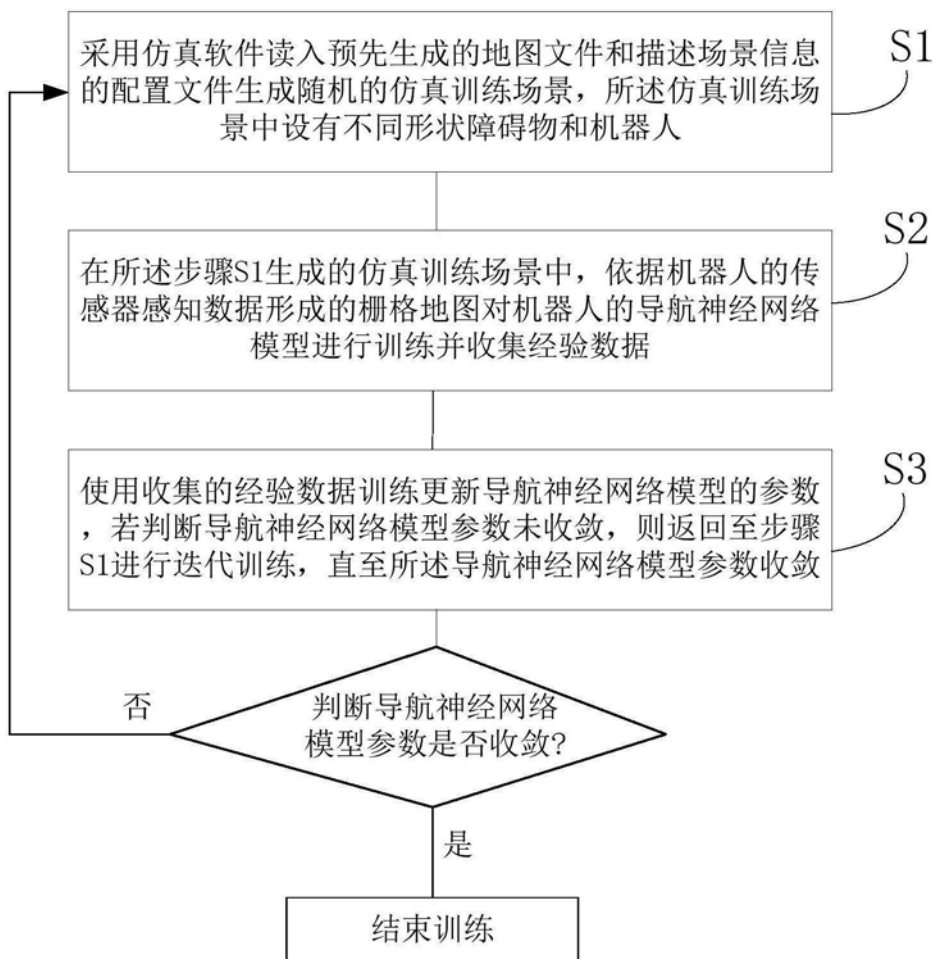 采用仿真软件读入预先生成的地图文件和描述场景信息
的配置文件生成随机的仿真训练场景，所述仿真训练场
景中设有不同形状障碍物和机器人
S1
在所述步骤S1生成的仿真训练场景中，依据机器人的传
感器感知数据形成的栅格地图对机器人的导航神经网络
模型进行训练并收集经验数据
S2
使用收集的经验数据训练更新导航神经网络模型的参数
，若判断导航神经网络模型参数未收敛，则返回至步骤
S1进行迭代训练，直至所述导航神经网络模型参数收敛
S3
否
判断导航神经网络
模型参数是否收敛?
是
结束训练